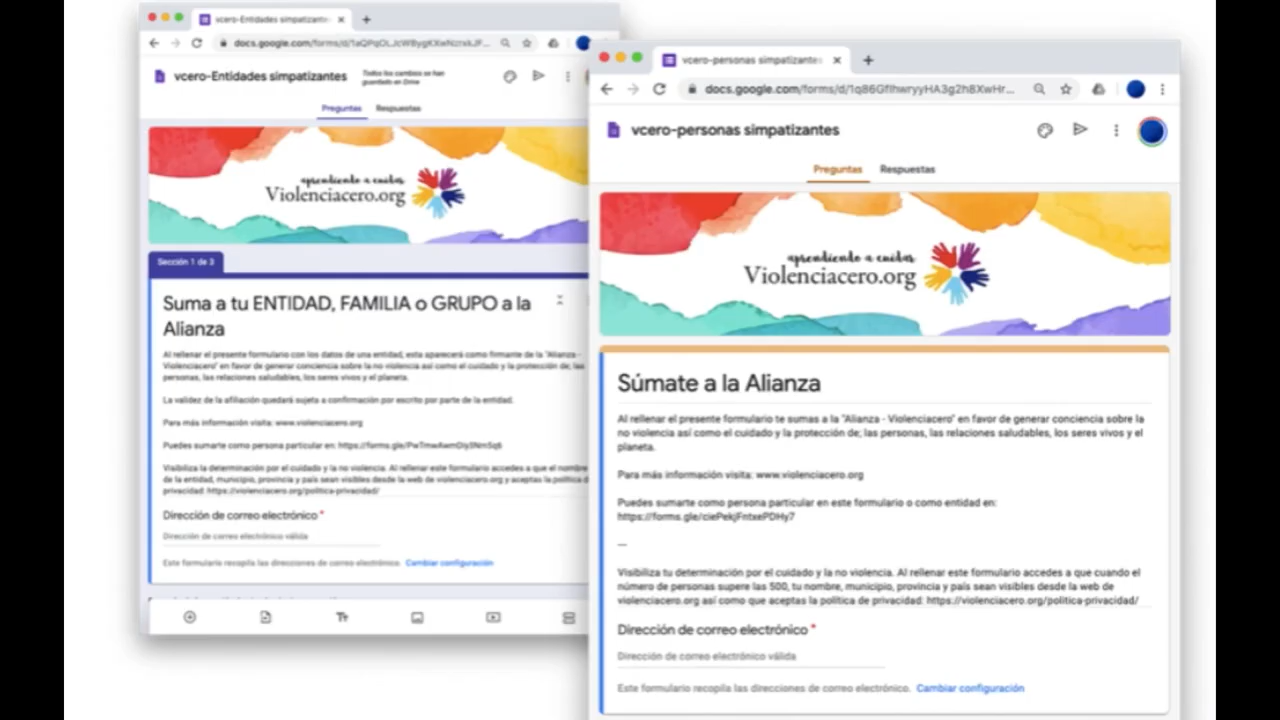 vcero-Entidades simpatizantes
vcero-Entidades simpatizantes
Todos los cambios se han
guardado en Drive
Preguntas Respuestas
aprendiendo a cuidar
Violenciacero.org
Sección 1 de 3
Suma a tu ENTIDAD, FAMILIA o GRUPO a la
Alianza
Al rellenar el presente formulario con los datos de una entidad, esta aparecerá como firmante de la "Alianza -
Violenciacero" en favor de generar conciencia sobre la no violencia así como el cuidado y la protección de; las
personas, las relaciones saludables, los seres vivos y el planeta.
La validez de la afiliación quedará sujeta a confirmación por escrito por parte de la entidad.
Para más información visita: www.violenciacero.org
Puedes sumarte como persona particular en:
Visibiliza la determinación por el cuidado y la no violencia. Al rellenar este formulario accedes a que el nombre
de la entidad, municipio, provincia y país sean visibles desde la web de violenciacero.org y aceptas la política de
privacidad: https://violenciacero.org/politica-privacidad/
Dirección de correo electrónico *
Dirección de correo electrónico válida
Este formulario recopila las direcciones de correo electrónico. Cambiar configuración
Tт
vcero-personas simpatizantes
docs.google.com/forms/d/
vcero-personas simpatizantes
Preguntas Respuestas
aprendiendo a cuidar
Violenciacero.org
Súmate a la Alianza
Al rellenar el presente formulario te sumas a la "Alianza - Violenciacero" en favor de generar conciencia sobre la
no violencia así como el cuidado y la protección de; las personas, las relaciones saludables, los seres vivos y el
planeta.
Para más información visita: www.violenciacero.org
Puedes sumarte como persona particular en este formulario o como entidad en:
https://forms.gle/ciePekjFntxePDHy7
—
Visibiliza tu determinación por el cuidado y la no violencia. Al rellenar este formulario accedes a que cuando el
número de personas supere las 500, tu nombre, municipio, provincia y país sean visibles desde la web de
violenciacero.org así como que aceptas la política de privacidad: https://violenciacero.org/politica-privacidad/
Dirección de correo electrónico *
Dirección de correo electrónico válida
Este formulario recopila las direcciones de correo electrónico. Cambiar configuración